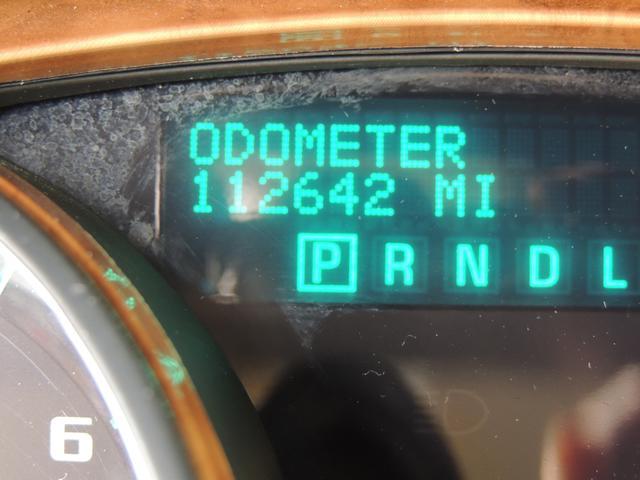 ODOMETER
112642 MI
P R N D L
6